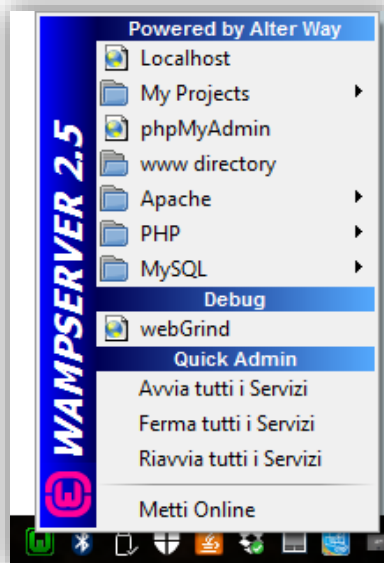 Powered by Alter Way
Localhost
My Projects
phpMyAdmin
www directory
Apache
PHP
MySQL
Debug
webGrind
Quick Admin
Avvia tutti i Servizi
Ferma tutti i Servizi
Riavvia tutti i Servizi
Metti Online
WAMPSERVER 2.5